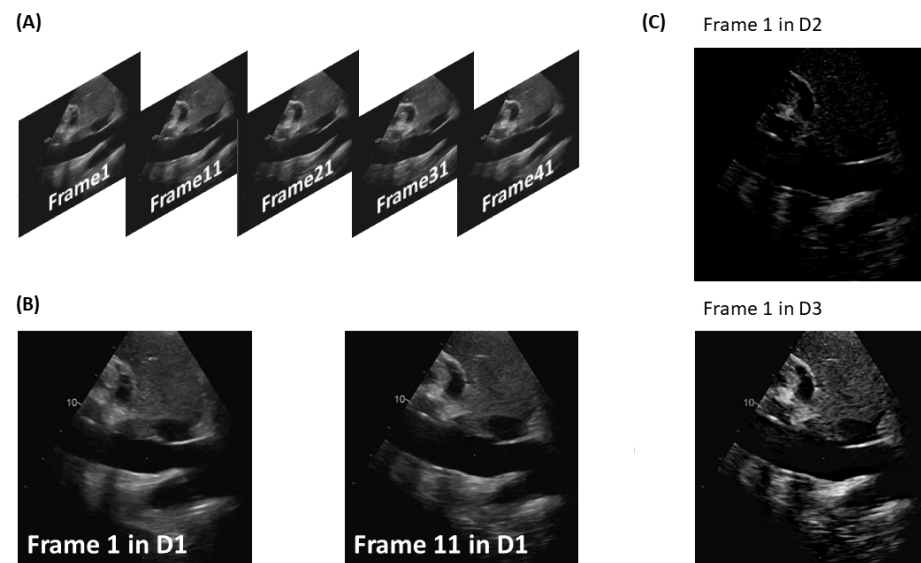 (A)
Frame1
Frame11
Frame21
Frame31
Frame41
(B)
10
Frame 1 in D1
10
Frame 11 in D1
(C)
Frame 1 in D2
Frame 1 in D3
10